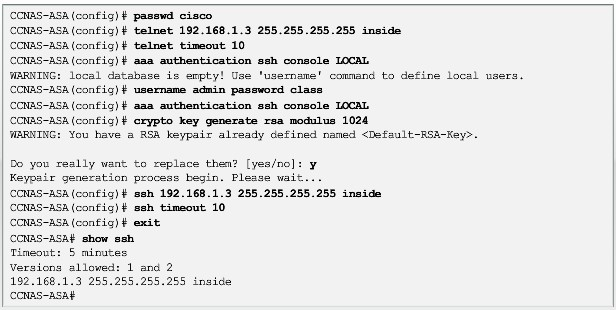 CCNAS-ASA(config)# passwd cisco
CCNAS-ASA(config)# telnet 192.168.1.3 255.255.255.255 inside
CCNAS-ASA(config)# telnet timeout 10
CCNAS-ASA(config)# aaa authentication ssh console LOCAL
WARNING: local database is empty! Use 'username' command to define local users.
CCNAS-ASA(config)# username admin password class
CCNAS-ASA(config)# aaa authentication ssh console LOCAL
CCNAS-ASA(config)# crypto key generate rsa modulus 1024
WARNING: You have a RSA keypair already defined named <Default-RSA-Key>.
Do you really want to replace them? [yes/no]: y
Keypair generation process begin. Please wait...
CCNAS-ASA(config)# ssh 192.168.1.3 255.255.255.255 inside
CCNAS-ASA(config)# ssh timeout 10
CCNAS-ASA(config)# exit
CCNAS-ASA# show ssh
Timeout: 5 minutes
Versions allowed: 1 and 2
192.168.1.3 255.255.255.255 inside
CCNAS-ASA#